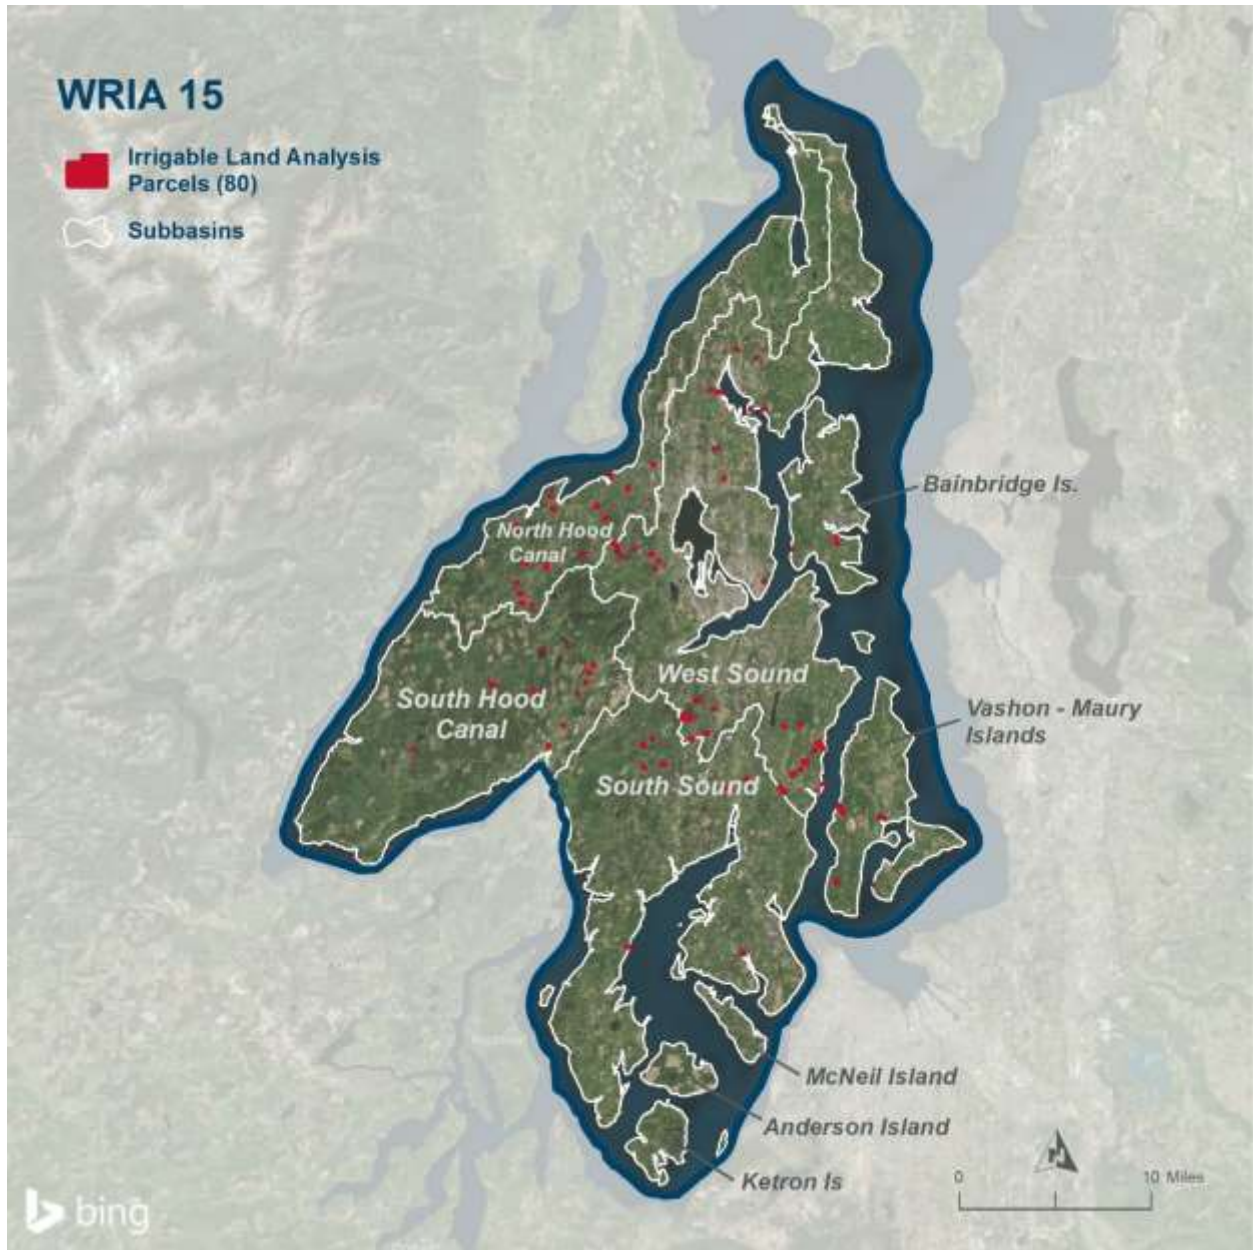 WRIA 15
Irrigable Land Analysis
Parcels (80)
Subbasins
Bainbridge Is.
North Hood
Canal
West Sound
South Hood
Canal
Vashon - Maury
Islands
South Sound
McNeil Island
Anderson Island
Ketron Is
0
10 Miles
bing